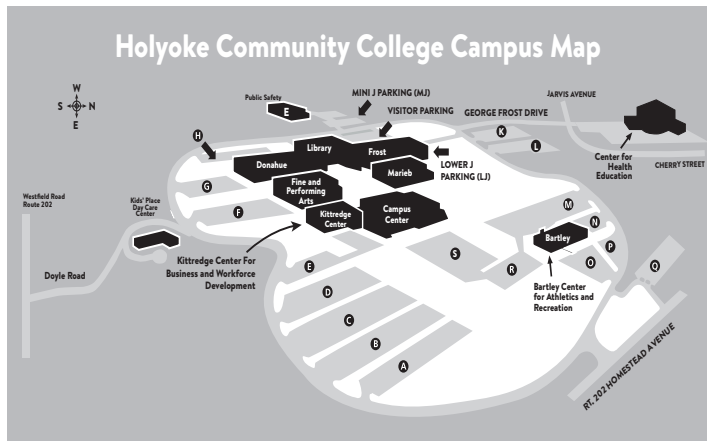 Holyoke Community College Campus Map
W
S N
E
Public Safety
E
MINI J PARKING (MJ)
VISITOR PARKING
GEORGE FROST DRIVE
JARVIS AVENUE
K
L
Center for
Health
Education
CHERRY STREET
H
Library
Frost
Donahue
LOWER J
PARKING (LJ)
Marieb
G
Fine and
Performing
Arts
F
Kittredge
Center
Campus
Center
Westfield Road
Route 202
Kids' Place
Day Care
Center
Doyle Road
Kittredge Center For
Business and Workforce
Development
M
N
Bartley
P
O
Q
S
R
Bartley Center
for Athletics and
Recreation
E
D
C
B
A
RT. 202 HOMESTEAD AVENUE